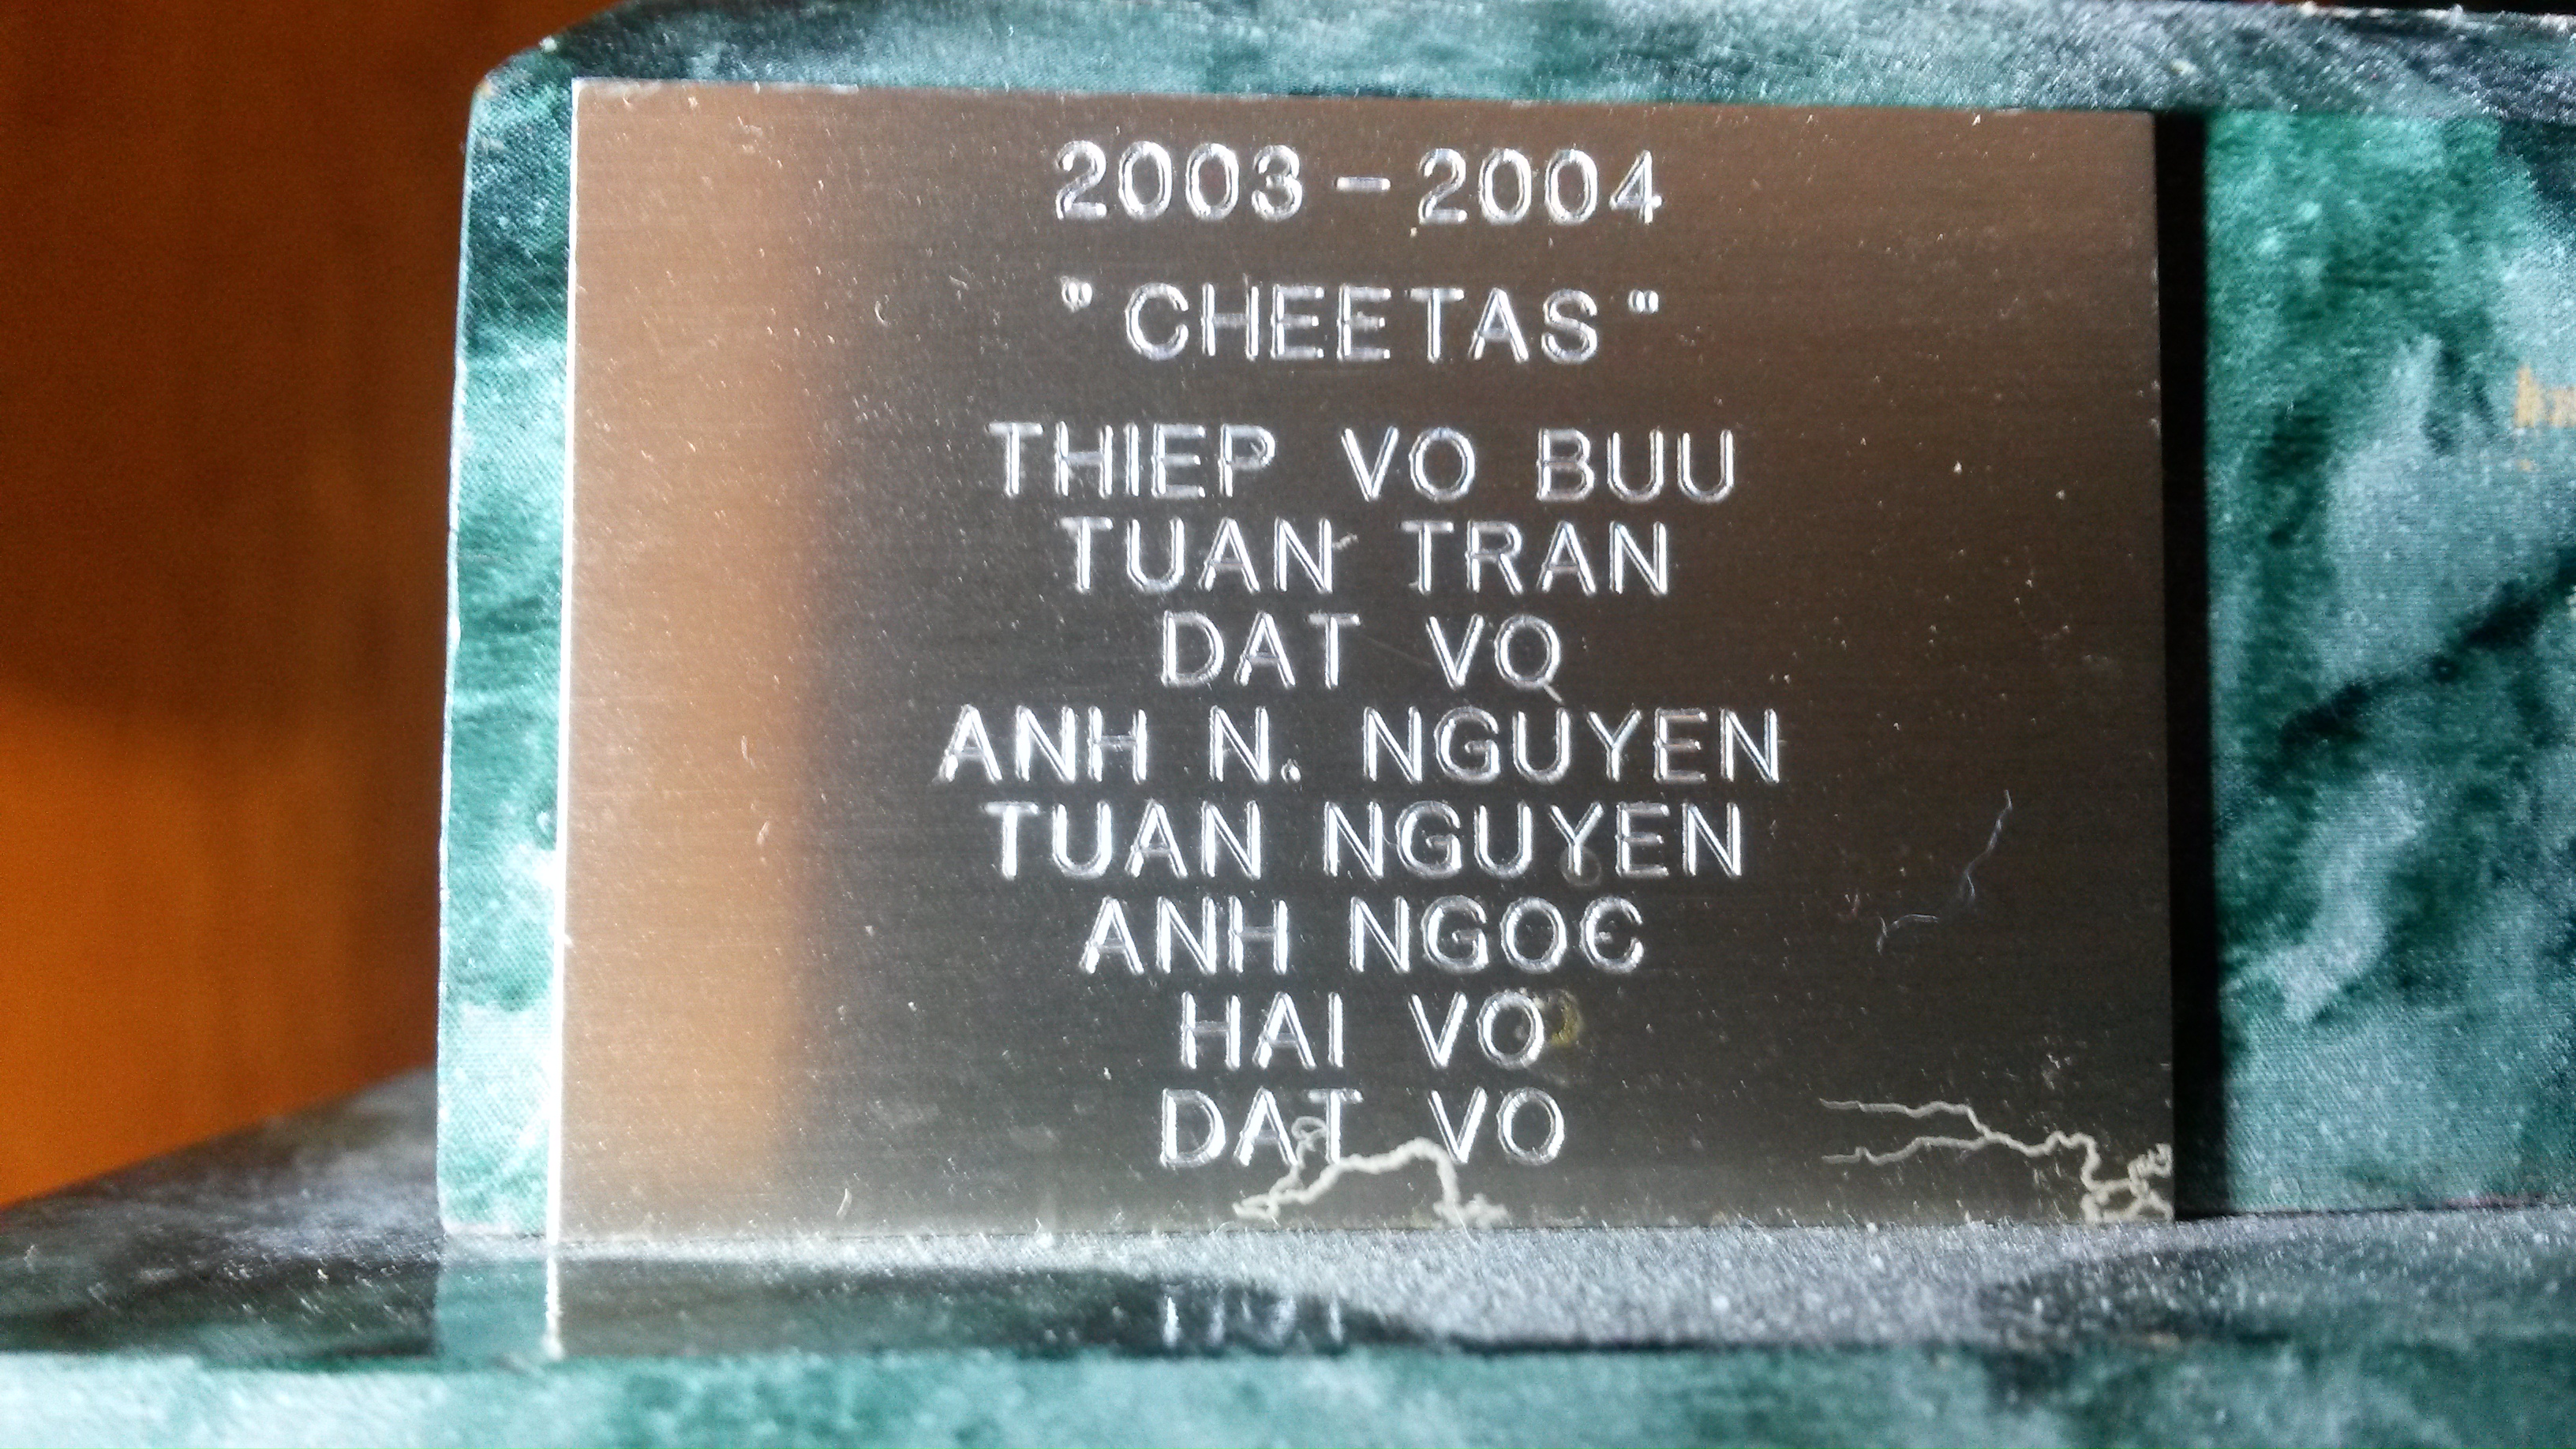 2003-2004
"CHEETAS"
THIEP VO BUU
TUAN TRAN
DAT VO
ANH N. NGUYEN
TUAN NGUYEN
ANH NGOC
HAI VO
DAT VO